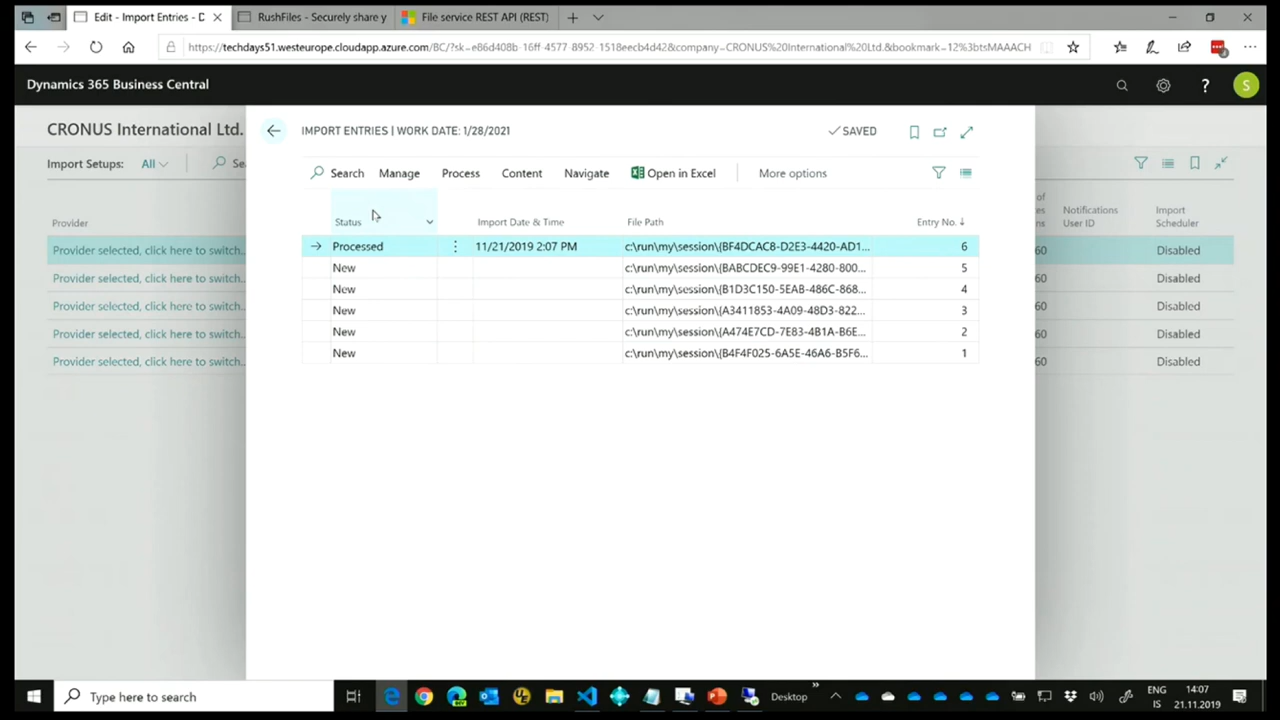 Edit - Import Entries - D
RushFiles - Securely share y
File service REST API (REST)
https://techdays51.westeurope.cloudapp.azure.com/BC/?sk=e86d408b-16ff-4577-8952-1518eecb4d42&company=CRONUS%20International%20Ltd.&bookmark=12%3btsMAAACH
Dynamics 365 Business Central
?
S
CRONUS International Ltd.
IMPORT ENTRIES | WORK DATE: 1/28/2021
SAVED
Import Setups:
All
Se
Search
Manage
Process
Content
Navigate
Open in Excel
More options
Provider
Status
Import Date & Time
File Path
Entry No. ↓
of
es
ns
Notifications
User ID
Import
Scheduler
Provider selected, click here to switch..
Processed
11/21/2019 2:07 PM
c:\run\my\session\{BF4DCAC8-D2E3-4420-AD1...
6
60
Disabled
Provider selected, click here to switch..
New
c:\run\my\session\{BABCDEC9-99E1-4280-800...
5
60
Disabled
Provider selected, click here to switch..
New
c:\run\my\session\{B1D3C150-5EAB-486C-868...
4
60
Disabled
Provider selected, click here to switch..
New
c:\run\my\session\{A3411853-4A09-48D3-822...
3
60
Disabled
Provider selected, click here to switch..
New
c:\run\my\session\{A474E7CD-7E83-4B1A-B6E...
2
60
Disabled
New
c:\run\my\session\{B4F4F025-6A5E-46A6-B5F6...
1
Type here to search
Desktop
ENG
IS
14:07
21.11.2019